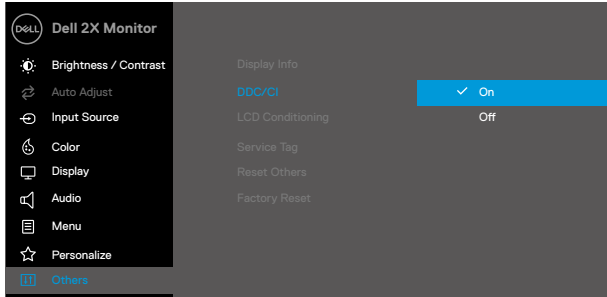 DELL Dell 2X Monitor
Brightness / Contrast
Auto Adjust
Input Source
Color
Display
Audio
Menu
Personalize
Others
Display Info
DDC/CI
LCD Conditioning
Service Tag
Reset Others
Factory Reset
On
Off